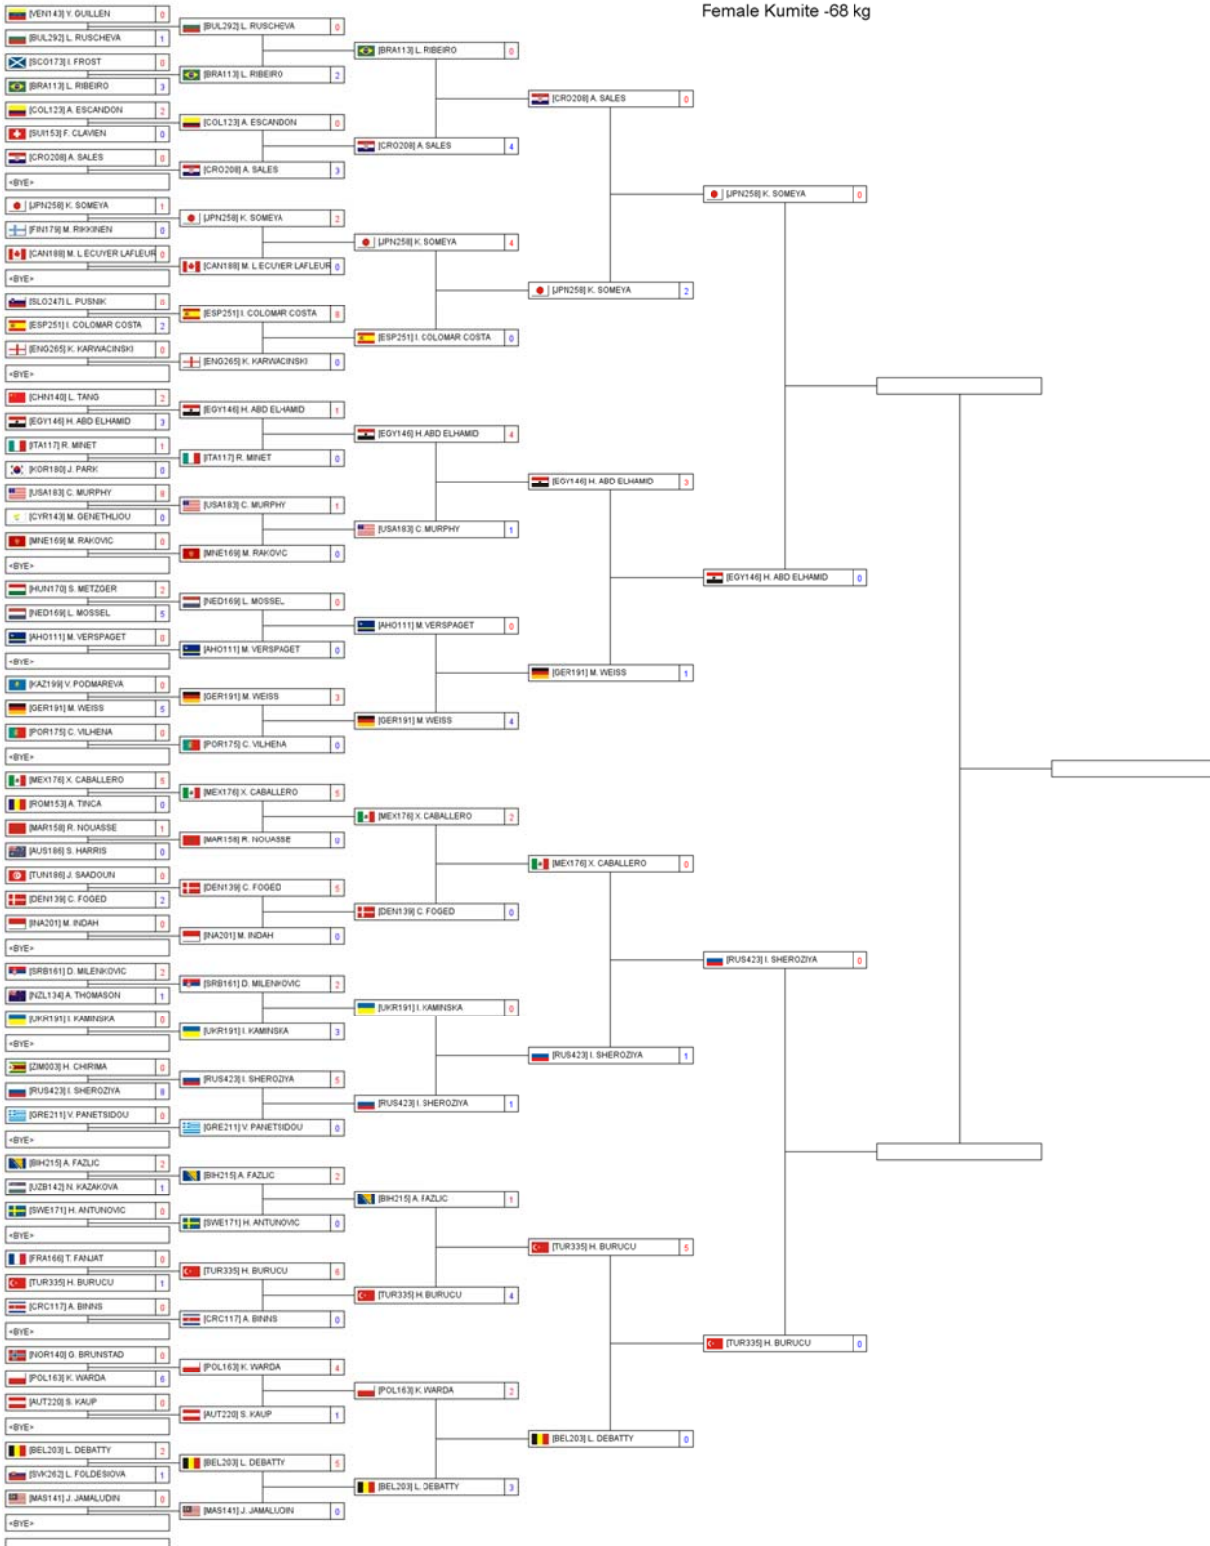 Female Kumite -68 kg
[VEN143] Y. GUILLEN 0
[BUL292] L. RUSCHEVA 1
[SCO173] I. FROST 0
[BRA113] L. RIBEIRO 3
[COL123] A. ESCANDON 2
[SUI153] F. CLAVIEN 0
[CRO208] A. SALES 0
<BYE>
[JPN258] K. SOMEYA 1
[FIN179] M. RIKKINEN 0
[CAN188] M. L ECUYER LAFLEUR 0
<BYE>
[SLO247] L. PUSNIK 8
[ESP251] I. COLOMAR COSTA 2
[ENG265] K. KARWACINSKI 0
<BYE>
[CHN140] L. TANG 2
[EGY146] H. ABD ELHAMID 3
[ITA117] R. MINET 1
[KOR180] J. PARK 0
[USA183] C. MURPHY 8
[CYR143] M. GENETHLIOU 0
[MNE169] M. RAKOVIC 0
<BYE>
[HUN170] S. METZGER 2
[NED169] L. MOSSEL 5
[AHO111] M. VERSPAGET 0
<BYE>
[KAZ199] V. PODMAREVA 0
[GER191] M. WEISS 5
[POR175] C. VILHENA 0
<BYE>
[MEX176] X. CABALLERO 5
[ROM153] A. TINCA 0
[MAR158] R. NOUASSE 1
[AUS186] S. HARRIS 0
[TUN186] J. SAADOUN 0
[DEN139] C. FOGED 2
[INA201] M. INDAH 0
<BYE>
[SRB161] D. MILENKOVIC 2
[NZL134] A. THOMASON 1
[UKR191] I. KAMINSKA 0
<BYE>
[ZIM003] H. CHIRIMA 0
[RUS423] I. SHEROZIYA 8
[GRE211] V. PANETSIDOU 0
<BYE>
[BIH215] A. FAZLIC 2
[UZB142] N. KAZAKOVA 1
[SWE171] H. ANTUNOVIC 0
<BYE>
[FRA166] T. FANJAT 0
[TUR335] H. BURUCU 1
[CRC117] A. BINNS 0
<BYE>
[NOR140] G. BRUNSTAD 0
[POL163] K. WARDA 6
[AUT220] S. KAUP 0
<BYE>
[BEL203] L. DEBATTY 2
[SVK262] L. FOLDESIOVA 1
[MAS141] J. JAMALUDIN 0
<BYE>
[BUL292] L. RUSCHEVA 0
[BRA113] L. RIBEIRO 2
[COL123] A. ESCANDON 0
[CRO208] A. SALES 3
[JPN258] K. SOMEYA 2
[CAN188] M. L ECUYER LAFLEUR 0
[ESP251] I. COLOMAR COSTA 8
[ENG265] K. KARWACINSKI 0
[EGY146] H. ABD ELHAMID 1
[ITA117] R. MINET 0
[USA183] C. MURPHY 1
[MNE169] M. RAKOVIC 0
[NED169] L. MOSSEL 0
[AHO111] M. VERSPAGET 0
[GER191] M. WEISS 3
[POR175] C. VILHENA 0
[MEX176] X. CABALLERO 5
[MAR158] R. NOUASSE 0
[DEN139] C. FOGED 5
[INA201] M. INDAH 0
[SRB161] D. MILENKOVIC 2
[UKR191] I. KAMINSKA 3
[RUS423] I. SHEROZIYA 5
[GRE211] V. PANETSIDOU 0
[BIH215] A. FAZLIC 2
[SWE171] H. ANTUNOVIC 0
[TUR335] H. BURUCU 6
[CRC117] A. BINNS 0
[POL163] K. WARDA 4
[AUT220] S. KAUP 1
[BEL203] L. DEBATTY 5
[MAS141] J. JAMALUDIN 0
[BRA113] L. RIBEIRO 0
[CRO208] A. SALES 4
[JPN258] K. SOMEYA 4
[ESP251] I. COLOMAR COSTA 0
[EGY146] H. ABD ELHAMID 4
[USA183] C. MURPHY 1
[AHO111] M. VERSPAGET 0
[GER191] M. WEISS 4
[MEX176] X. CABALLERO 2
[DEN139] C. FOGED 0
[UKR191] I. KAMINSKA 0
[RUS423] I. SHEROZIYA 1
[BIH215] A. FAZLIC 1
[TUR335] H. BURUCU 4
[POL163] K. WARDA 2
[BEL203] L. DEBATTY 3
[CRO208] A. SALES 0
[JPN258] K. SOMEYA 2
[EGY146] H. ABD ELHAMID 3
[GER191] M. WEISS 1
[MEX176] X. CABALLERO 0
[RUS423] I. SHEROZIYA 1
[TUR335] H. BURUCU 5
[BEL203] L. DEBATTY 0
[JPN258] K. SOMEYA 0
[EGY146] H. ABD ELHAMID 0
[RUS423] I. SHEROZIYA 0
[TUR335] H. BURUCU 0